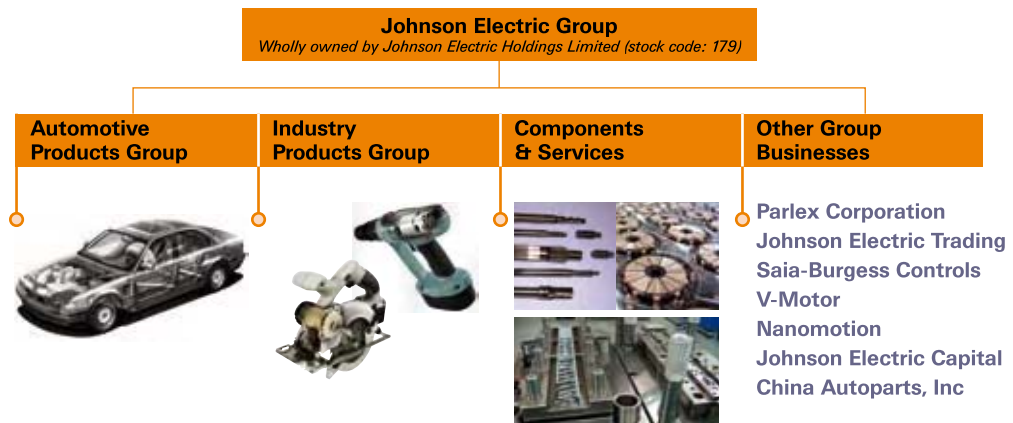 Johnson Electric Group
Wholly owned by Johnson Electric Holdings Limited (stock code: 179)
Automotive
Products Group
Industry
Products Group
Components
& Services
Other Group
Businesses
Parlex Corporation
Johnson Electric Trading
Saia-Burgess Controls
V-Motor
Nanomotion
Johnson Electric Capital
China Autoparts, Inc